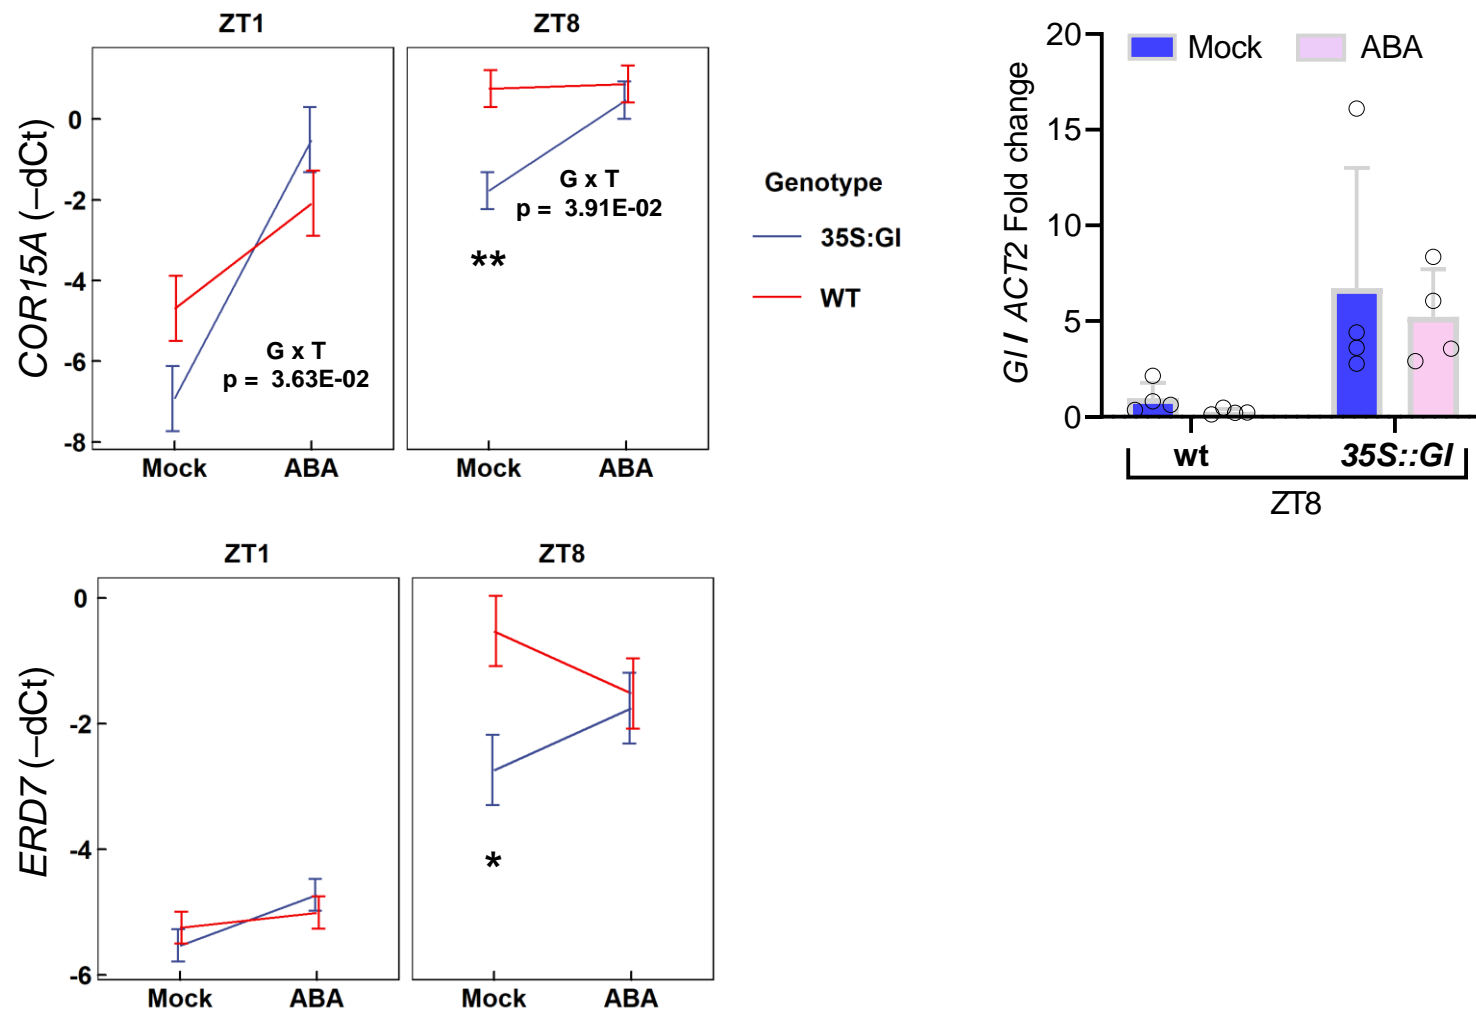 ZT1
ZT8
COR15A (–dCt)
0
-2
-4
-6
-8
G x T
p = 3.63E-02
G x T
p = 3.91E-02
**
Mock
ABA
Mock
ABA
Genotype
35S:GI
WT
GI / ACT2 Fold change
20
15
10
5
0
Mock
ABA
wt
35S::GI
ZT8
ZT1
ZT8
ERD7 (–dCt)
0
-2
-4
-6
*
Mock
ABA
Mock
ABA